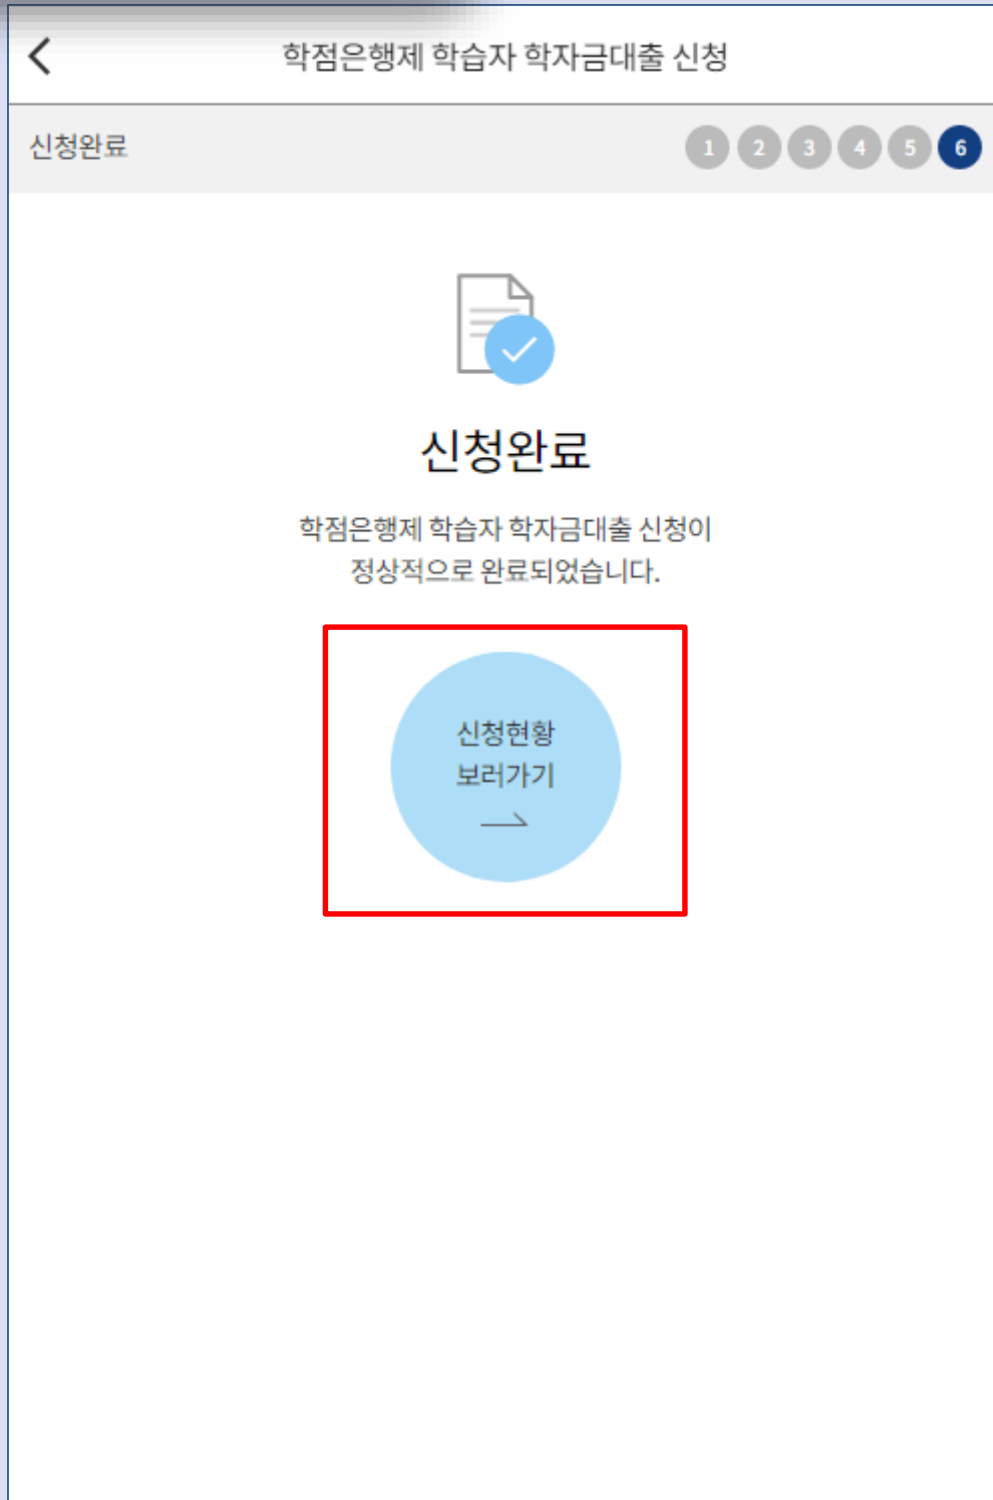 학점은행제 학습자 학자금대출 신청
신청완료
1 2 3 4 5 6
신청완료
학점은행제 학습자 학자금대출 신청이
정상적으로 완료되었습니다.
신청현황
보러가기